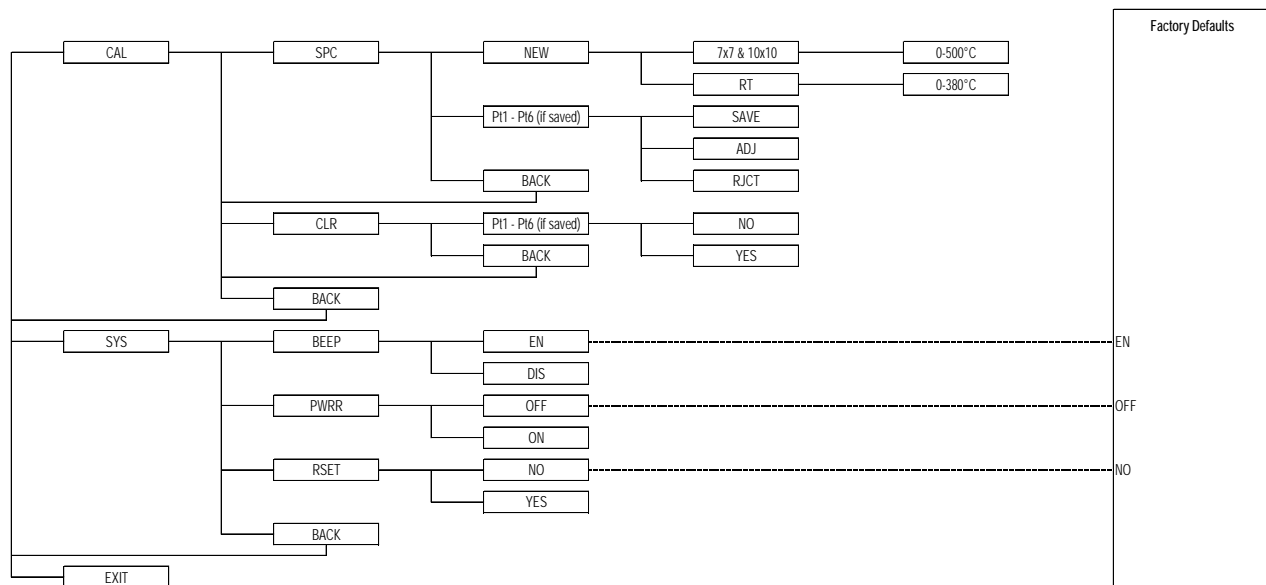 Factory Defaults
CAL
SPC
NEW
7x7 & 10x10
0-500°C
RT
0-380°C
Pt1 - Pt6 (if saved)
SAVE
ADJ
BACK
RJCT
CLR
Pt1 - Pt6 (if saved)
NO
BACK
YES
BACK
SYS
BEEP
EN
EN
DIS
PWRR
OFF
OFF
ON
RSET
NO
NO
YES
BACK
EXIT